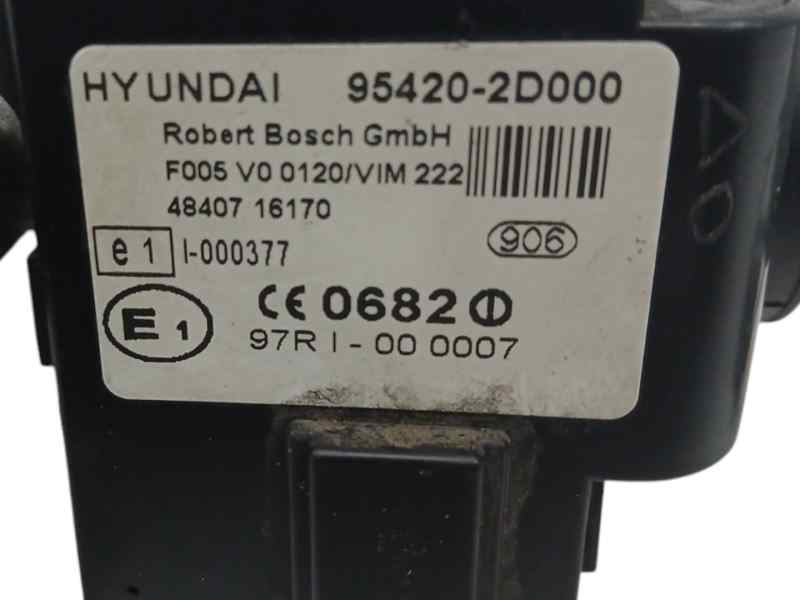 HYUNDAI 95420-2D000
Robert Bosch GmbH
F005 V0 0120/VIM 222
48407 16170
906
e 1 I-000377
CE 0682
E 1
97R I - 00 0007